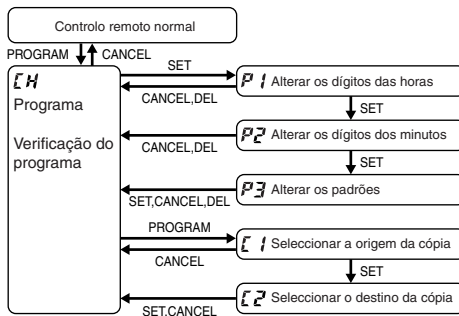 Controlo remoto normal
PROGRAM CANCEL
SET
CH
Programa
Verificação do
programa
P1 Alterar os dígitos das horas
CANCEL,DEL
SET
P2 Alterar os dígitos dos minutos
CANCEL,DEL
SET
P3 Alterar os padrões
SET,CANCEL,DEL
PROGRAM
C1 Seleccionar a origem da cópia
CANCEL
SET
C2 Seleccionar o destino da cópia
SET,CANCEL